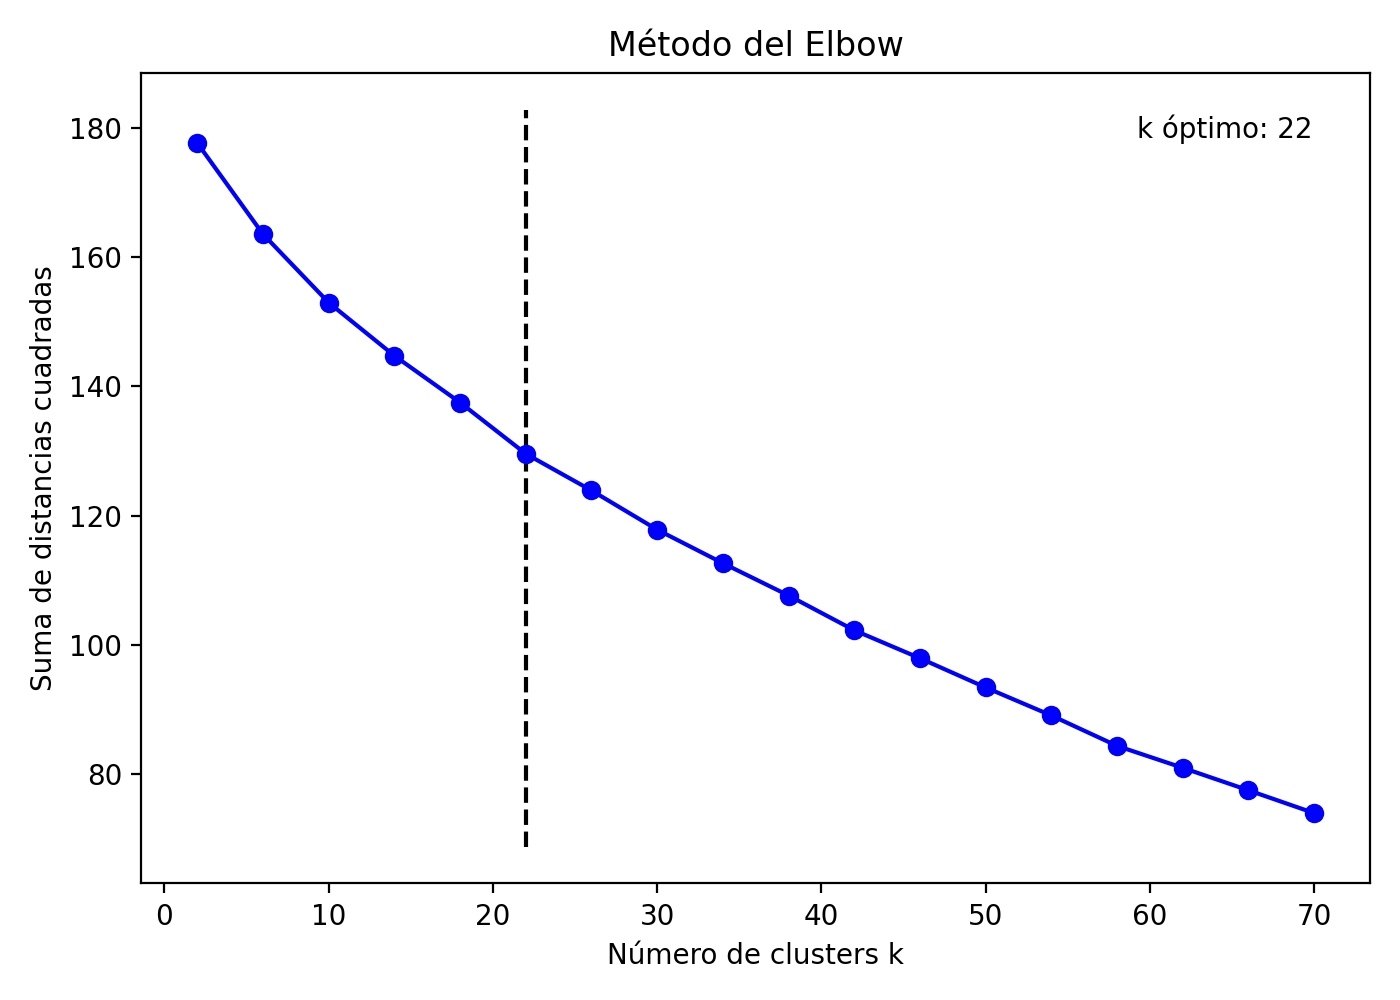 Método del Elbow
k óptimo: 22
Suma de distancias cuadradas
180
160
140
120
100
80
0 10 20 30 40 50 60 70
Número de clusters k